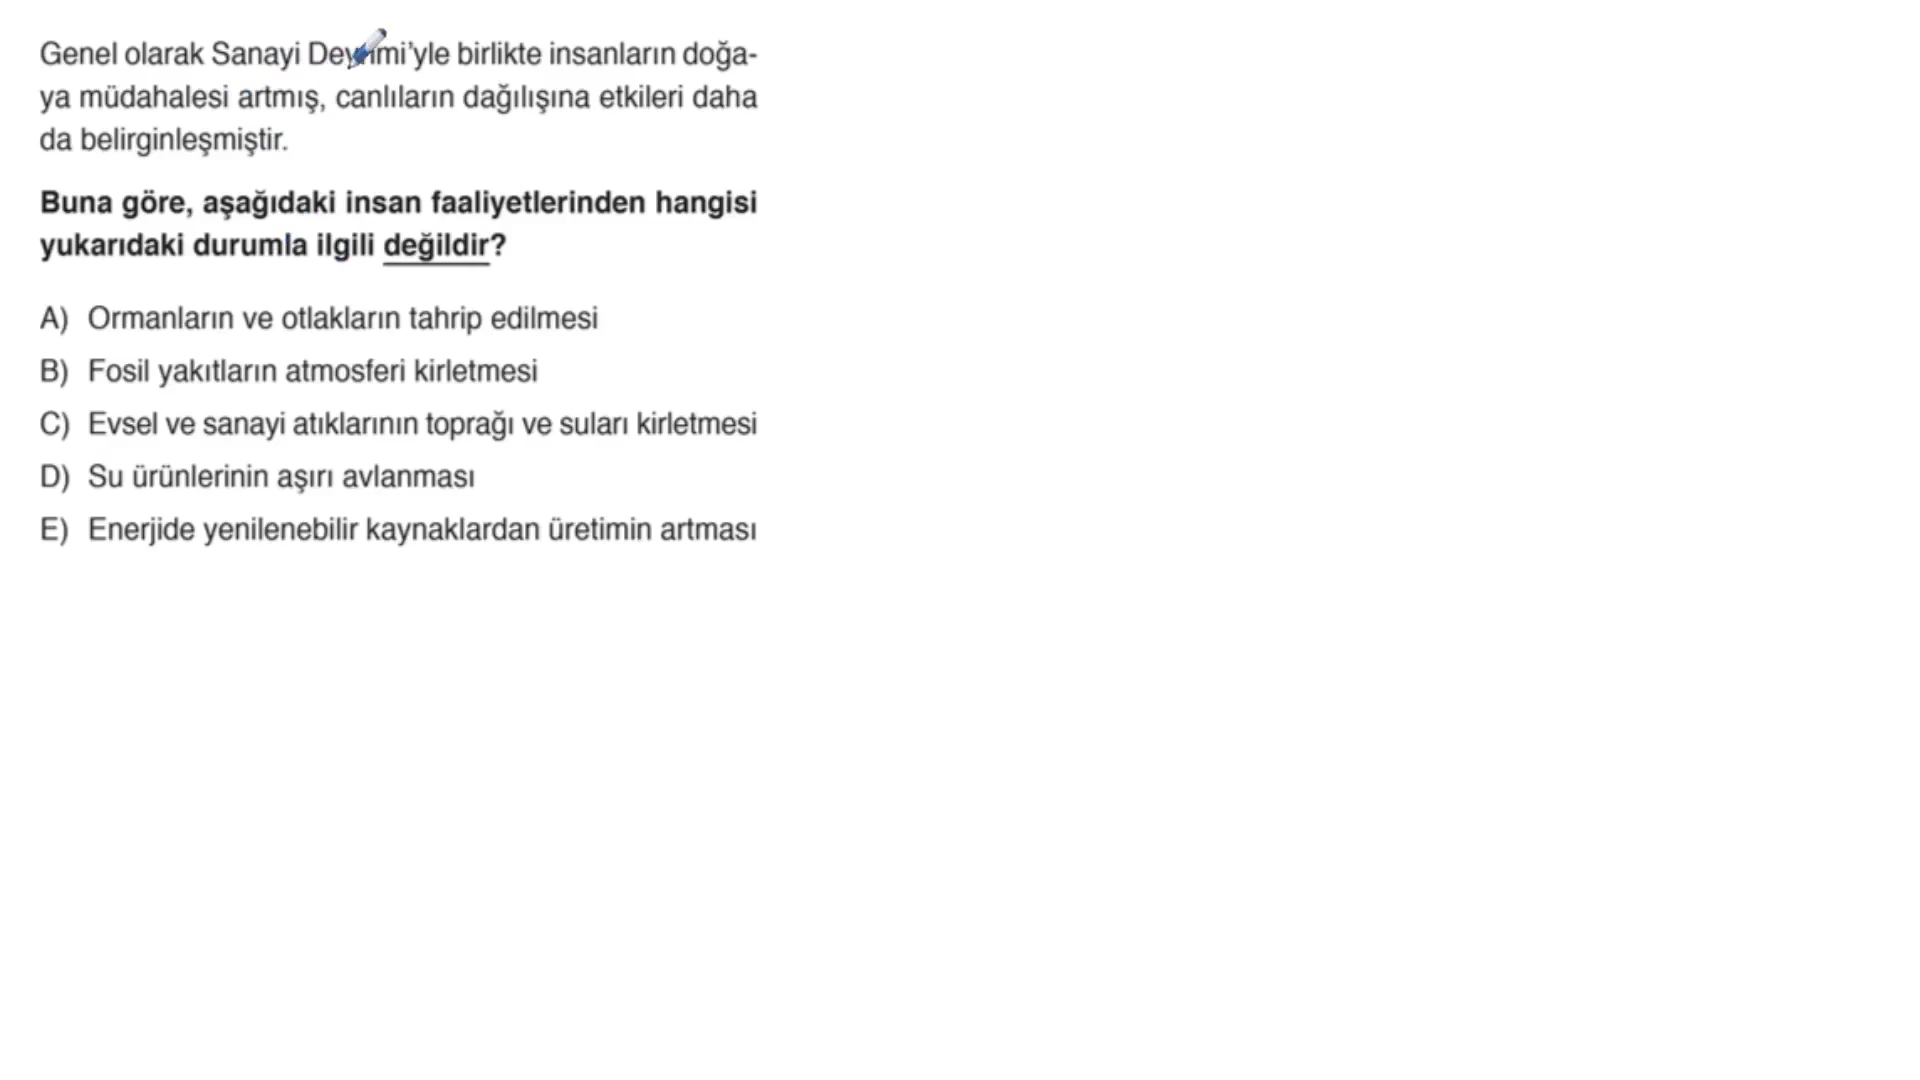 Genel olarak Sanayi Devrimi'yle birlikte insanların doğa-
ya müdahalesi artmış, canlıların dağılışına etkileri daha
da belirginleşmiştir.
Buna göre, aşağıdaki insan faaliyetlerinden hangisi
yukarıdaki durumla ilgili değildir?
A) Ormanların ve otlakların tahrip edilmesi
B) Fosil yakıtların atmosferi kirletmesi
C) Evsel ve sanayi atıklarının toprağı ve suları kirletmesi
D) Su ürünlerinin aşırı avlanması
E) Enerjide yenilenebilir kaynaklardan üretimin artması